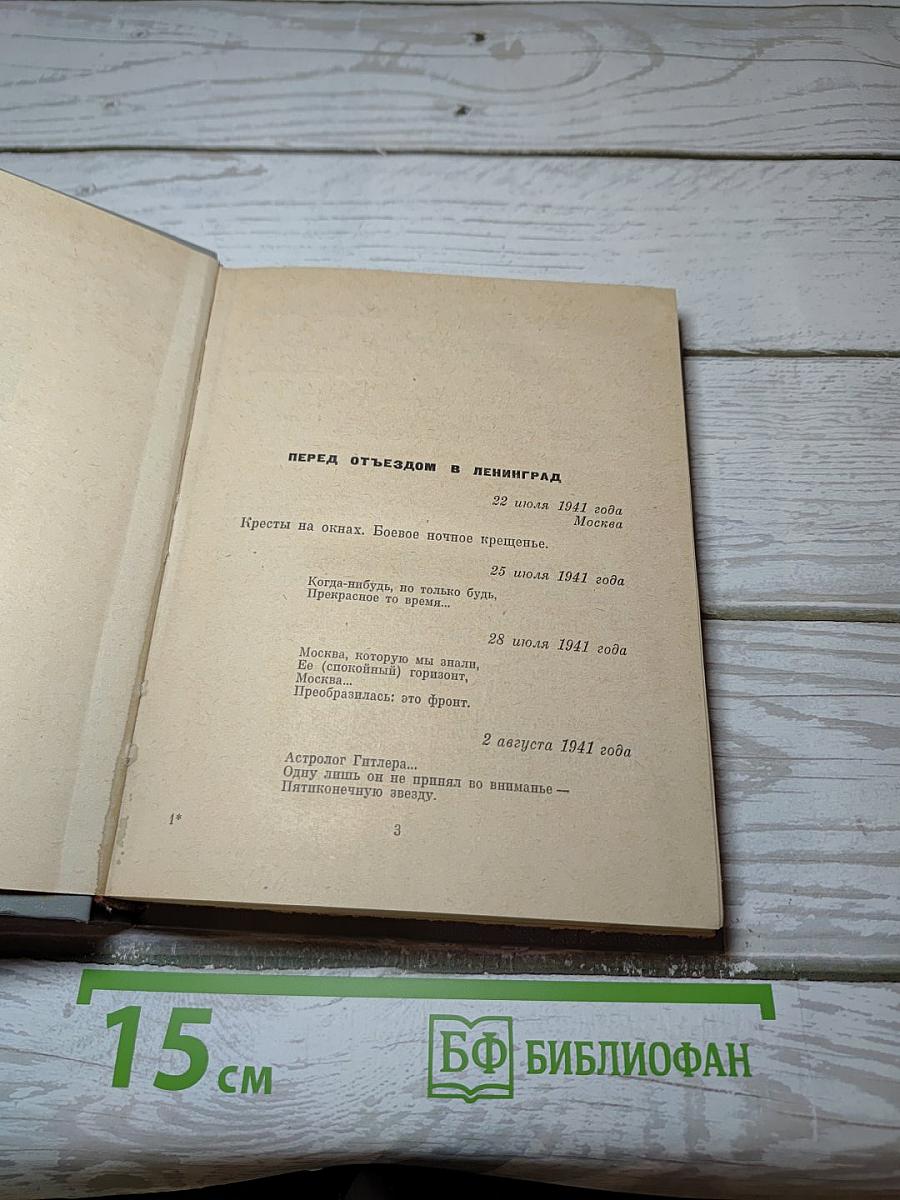 ПЕРЕД ОТЪЕЗДОМ В ЛЕНИНГРАД
22 июля 1941 года
Москва
Кресты на окнах. Боевое ночное крещенье.
25 июля 1941 года
Когда-нибудь, но только будь,
Прекрасное то время...
28 июля 1941 года
Москва, которую мы знали,
Ее (спокойный) горизонт,
Москва...
Преобразилась: это фронт.
2 августа 1941 года
Астролог Гитлера...
Одну лишь он не принял во вниманье —
Пятиконечную звезду.
1*
3
15 см
БФ БИБЛИОФАН